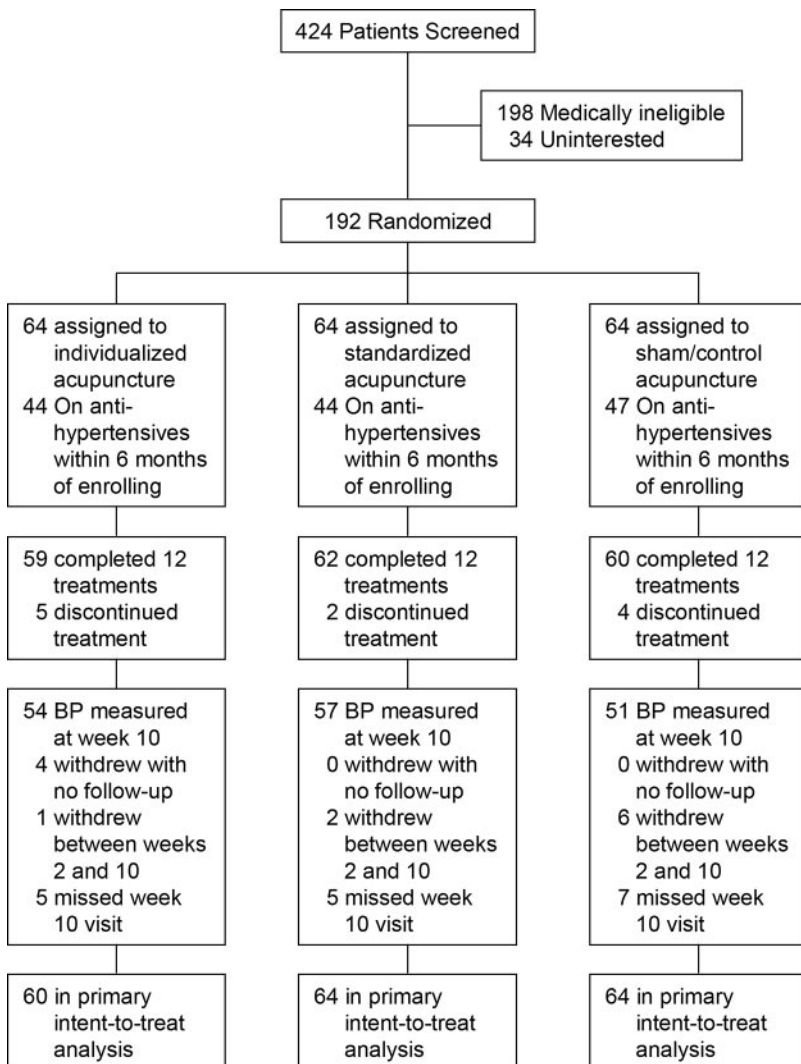 424 Patients Screened
198 Medically ineligible
34 Uninterested
192 Randomized
64 assigned to
individualized
acupuncture
44 On anti-
hypertensives
within 6 months
of enrolling
64 assigned to
standardized
acupuncture
44 On anti-
hypertensives
within 6 months
of enrolling
64 assigned to
sham/control
acupuncture
47 On anti-
hypertensives
within 6 months
of enrolling
59 completed 12
treatments
5 discontinued
treatment
62 completed 12
treatments
2 discontinued
treatment
60 completed 12
treatments
4 discontinued
treatment
54 BP measured
at week 10
4 withdrew with
no follow-up
1 withdrew
between weeks
2 and 10
5 missed week
10 visit
57 BP measured
at week 10
0 withdrew with
no follow-up
2 withdrew
between weeks
2 and 10
5 missed week
10 visit
51 BP measured
at week 10
0 withdrew with
no follow-up
6 withdrew
between weeks
2 and 10
7 missed week
10 visit
60 in primary
intent-to-treat
analysis
64 in primary
intent-to-treat
analysis
64 in primary
intent-to-treat
analysis